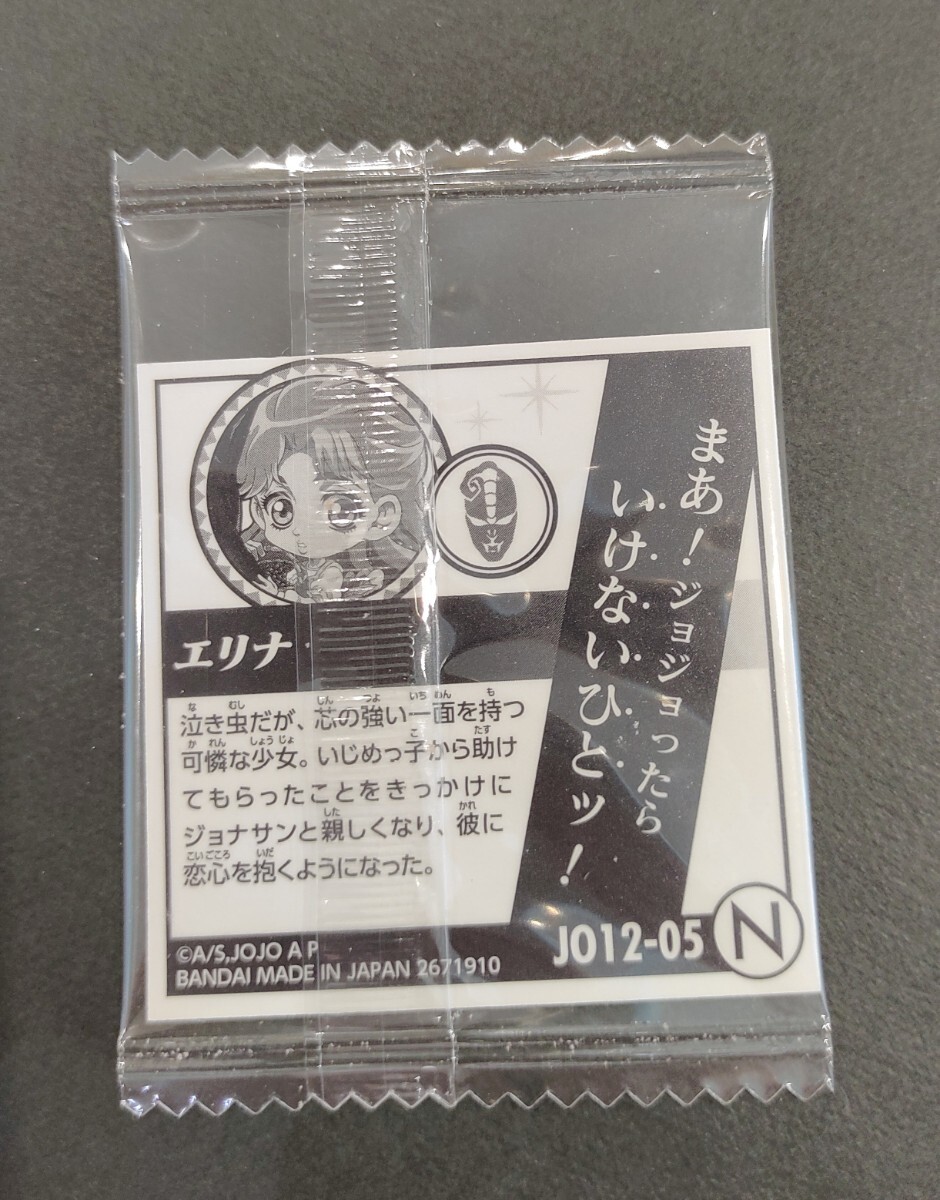 まあ！ジョジョったら
いけないひとッ！
エリナ
泣き虫だが、芯の強い一面を持つ
可憐な少女。いじめっ子から助け
てもらったことをきっかけに
ジョナサンと親しくなり、彼に
恋心を抱くようになった。
©A/S,JOJO A P
BANDAI MADE IN JAPAN 2671910
JO12-05
N